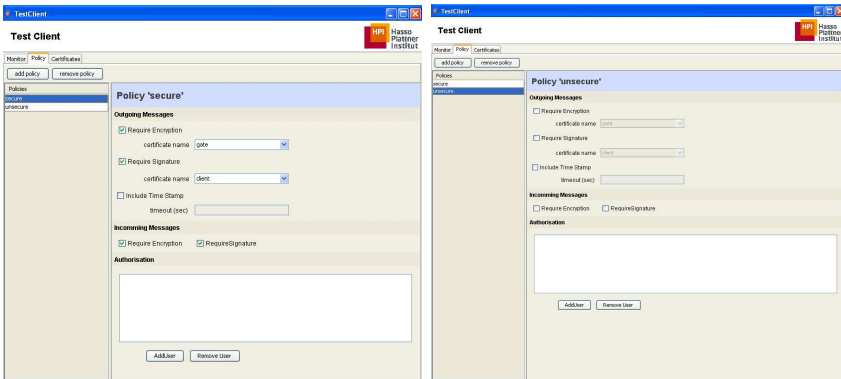 TestClient
Test Client
HPI Hasso
Plattner
Institut
Monitor Policy Certificates
add policy remove policy
Policies
secure
unsecure
Policy 'secure'
Outgoing Messages
Require Encryption
certificate name gate
Require Signature
certificate name client
Include Time Stamp
timeout (sec)
Incomming Messages
Require Encryption RequireSignature
Authorisation
AddUser Remove User
TestClient
Test Client
HPI Hasso
Plattner
Institut
Monitor Policy Certificates
add policy remove policy
Policies
secure
unsecure
Policy 'unsecure'
Outgoing Messages
Require Encryption
certificate name gate
Require Signature
certificate name client
Include Time Stamp
timeout (sec)
Incomming Messages
Require Encryption RequireSignature
Authorisation
AddUser Remove User